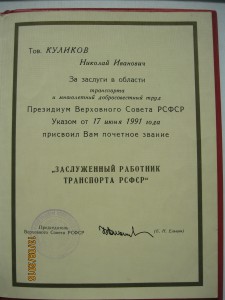 Тов. КУЛИКОВ
Николай Иванович
За заслуги в области
транспорта
и многолетний добросовестный труд
Президиум Верховного Совета РСФСР
Указом от 17 июня 1991 года
присвоил Вам почетное звание
„ЗАСЛУЖЕННЫЙ РАБОТНИК
ТРАНСПОРТА РСФСР“
Председатель
Верховного Совета РСФСР